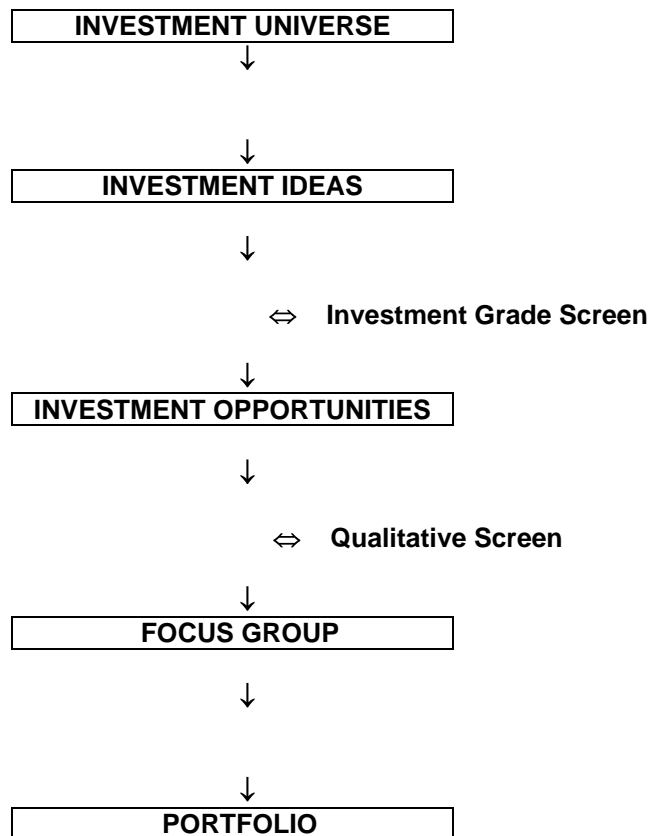 INVESTMENT UNIVERSE
↓
↓
INVESTMENT IDEAS
↓
⇔ Investment Grade Screen
↓
INVESTMENT OPPORTUNITIES
↓
⇔ Qualitative Screen
↓
FOCUS GROUP
↓
↓
PORTFOLIO